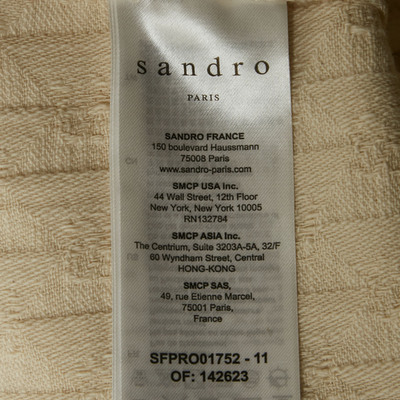 sandro
PARIS
SANDRO FRANCE
150 boulevard Haussmann
75008 Paris
www.sandro-paris.com
SMCP USA Inc.
44 Wall Street, 12th Floor
New York, New York 10005
RN132784
SMCP ASIA Inc.
The Centrium, Suite 3203A-5A, 32/F
60 Wyndham Street, Central
HONG-KONG
SMCP SAS,
49, rue Etienne Marcel,
75001 Paris,
France
SFPRO01752 - 11
OF: 142623